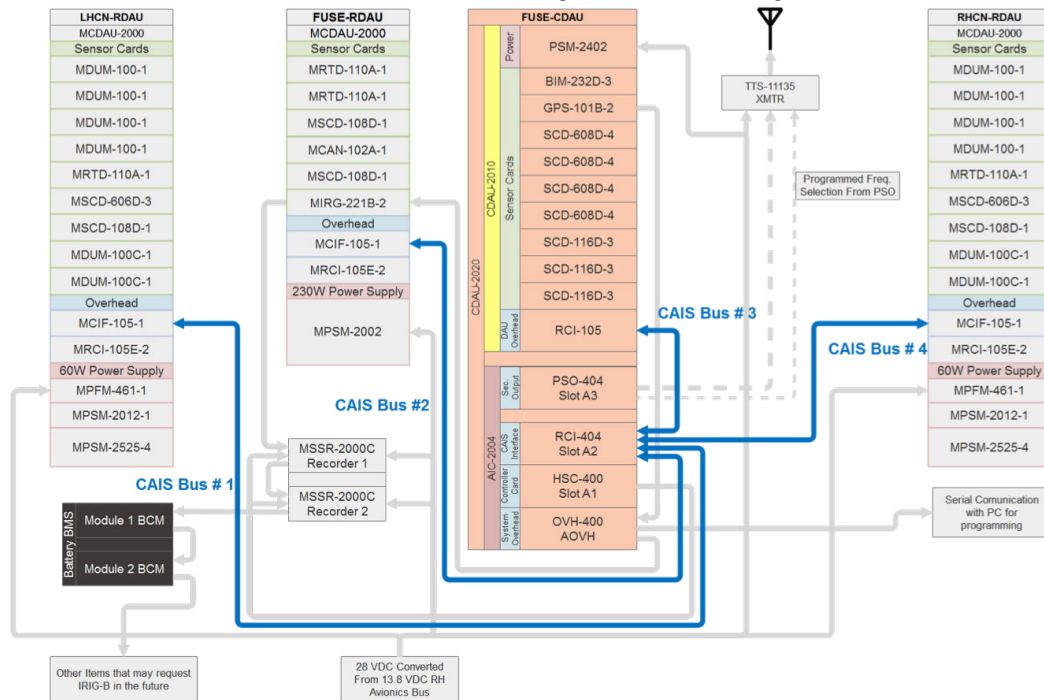 LHCN-RDAU
MCDAU-2000
Sensor Cards
MDUM-100-1
MDUM-100-1
MDUM-100-1
MDUM-100-1
MRTD-110A-1
MSCD-606D-3
MSCD-108D-1
MDUM-100C-1
MDUM-100C-1
Overhead
MCIF-105-1
MRCI-105E-2
60W Power Supply
MPFM-461-1
MPSM-2012-1
MPSM-2525-4
FUSE-RDAU
MCDAU-2000
Sensor Cards
MRTD-110A-1
MRTD-110A-1
MSCD-108D-1
MCAN-102A-1
MSCD-108D-1
MIRG-221B-2
Overhead
MCIF-105-1
MRCI-105E-2
230W Power Supply
MPSM-2002
FUSE-CDAU
CDAU-2020
CDAU-2010
Power
PSM-2402
Sensor Cards
BIM-232D-3
GPS-101B-2
SCD-608D-4
SCD-608D-4
SCD-608D-4
SCD-608D-4
SCD-116D-3
SCD-116D-3
SCD-116D-3
DAU
Overhead
RCI-105
AIC-2004
Sec.
Output
PSO-404
Slot A3
CAIS
Interface
RCI-404
Slot A2
Controller
Card
HSC-400
Slot A1
System
Overhead
OVH-400
AOVH
TTS-11135
XMTR
Programmed Freq.
Selection From PSO
RHCN-RDAU
MCDAU-2000
Sensor Cards
MDUM-100-1
MDUM-100-1
MDUM-100-1
MDUM-100-1
MRTD-110A-1
MSCD-606D-3
MSCD-108D-1
MDUM-100C-1
MDUM-100C-1
Overhead
MCIF-105-1
MRCI-105E-2
60W Power Supply
MPFM-461-1
MPSM-2012-1
MPSM-2525-4
CAIS Bus # 3
CAIS Bus # 4
CAIS Bus #2
CAIS Bus # 1
MSSR-2000C
Recorder 1
MSSR-2000C
Recorder 2
Battery BMS
Module 1 BCM
Module 2 BCM
Serial Comunication
with PC for
programming
Other Items that may request
IRIG-B in the future
28 VDC Converted
From 13.8 VDC RH
Avionics Bus